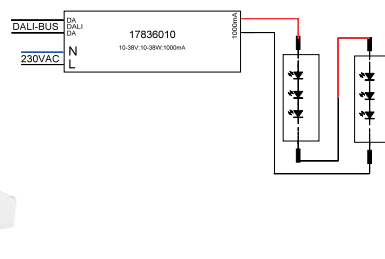 DA
DALI-BUS
DALI
DA
17836010
10-38V;10-38W;1000mA
1000mA
N
230VAC
L